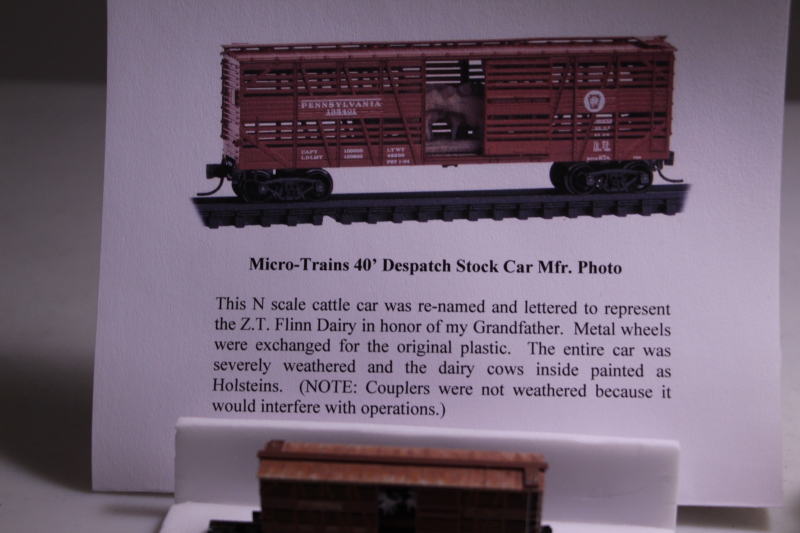 PENNSYLVANIA
Micro-Trains 40’ Despatch Stock Car Mfr. Photo
This N scale cattle car was re-named and lettered to represent
the Z.T. Flinn Dairy in honor of my Grandfather.  Metal wheels
were exchanged for the original plastic.  The entire car was
severely weathered and the dairy cows inside painted as
Holsteins.  (NOTE: Couplers were not weathered because it
would interfere with operations.)